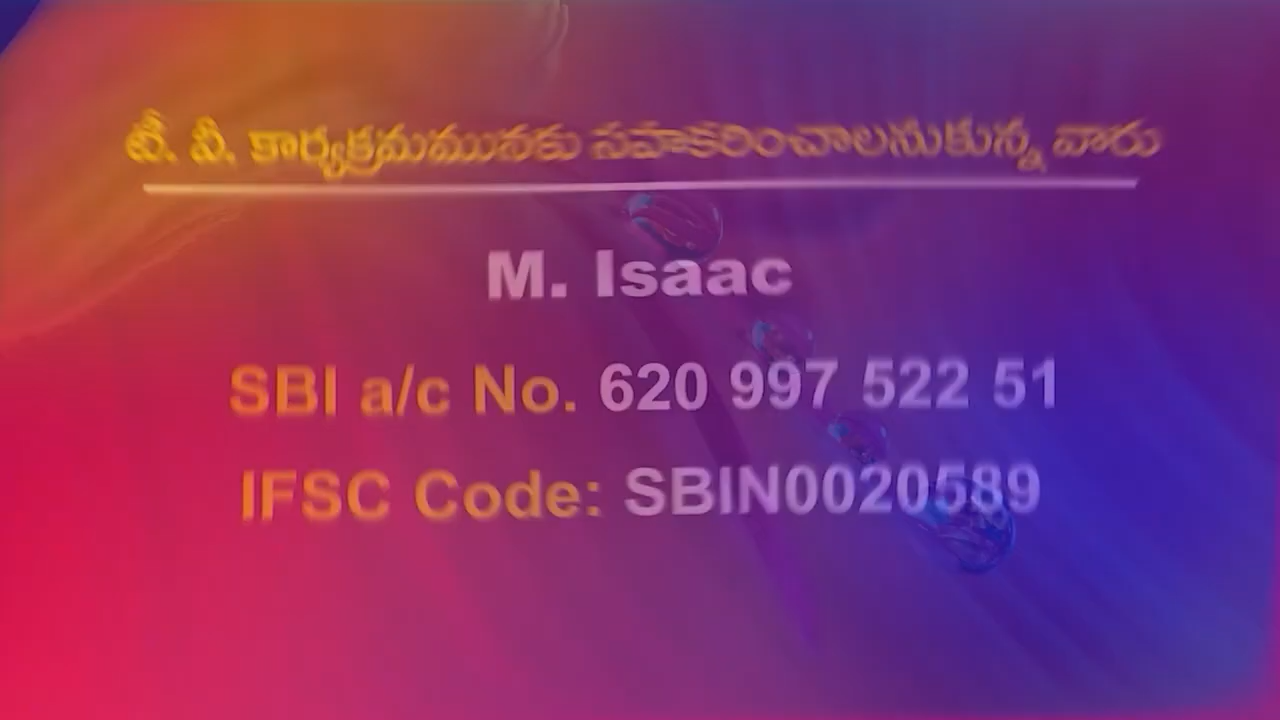 టీ. వీ. కార్యక్రమమునకు సహకరించాలనుకున్న వారు
M. Isaac
SBI a/c No. 620 997 522 51
IFSC Code: SBIN0020589